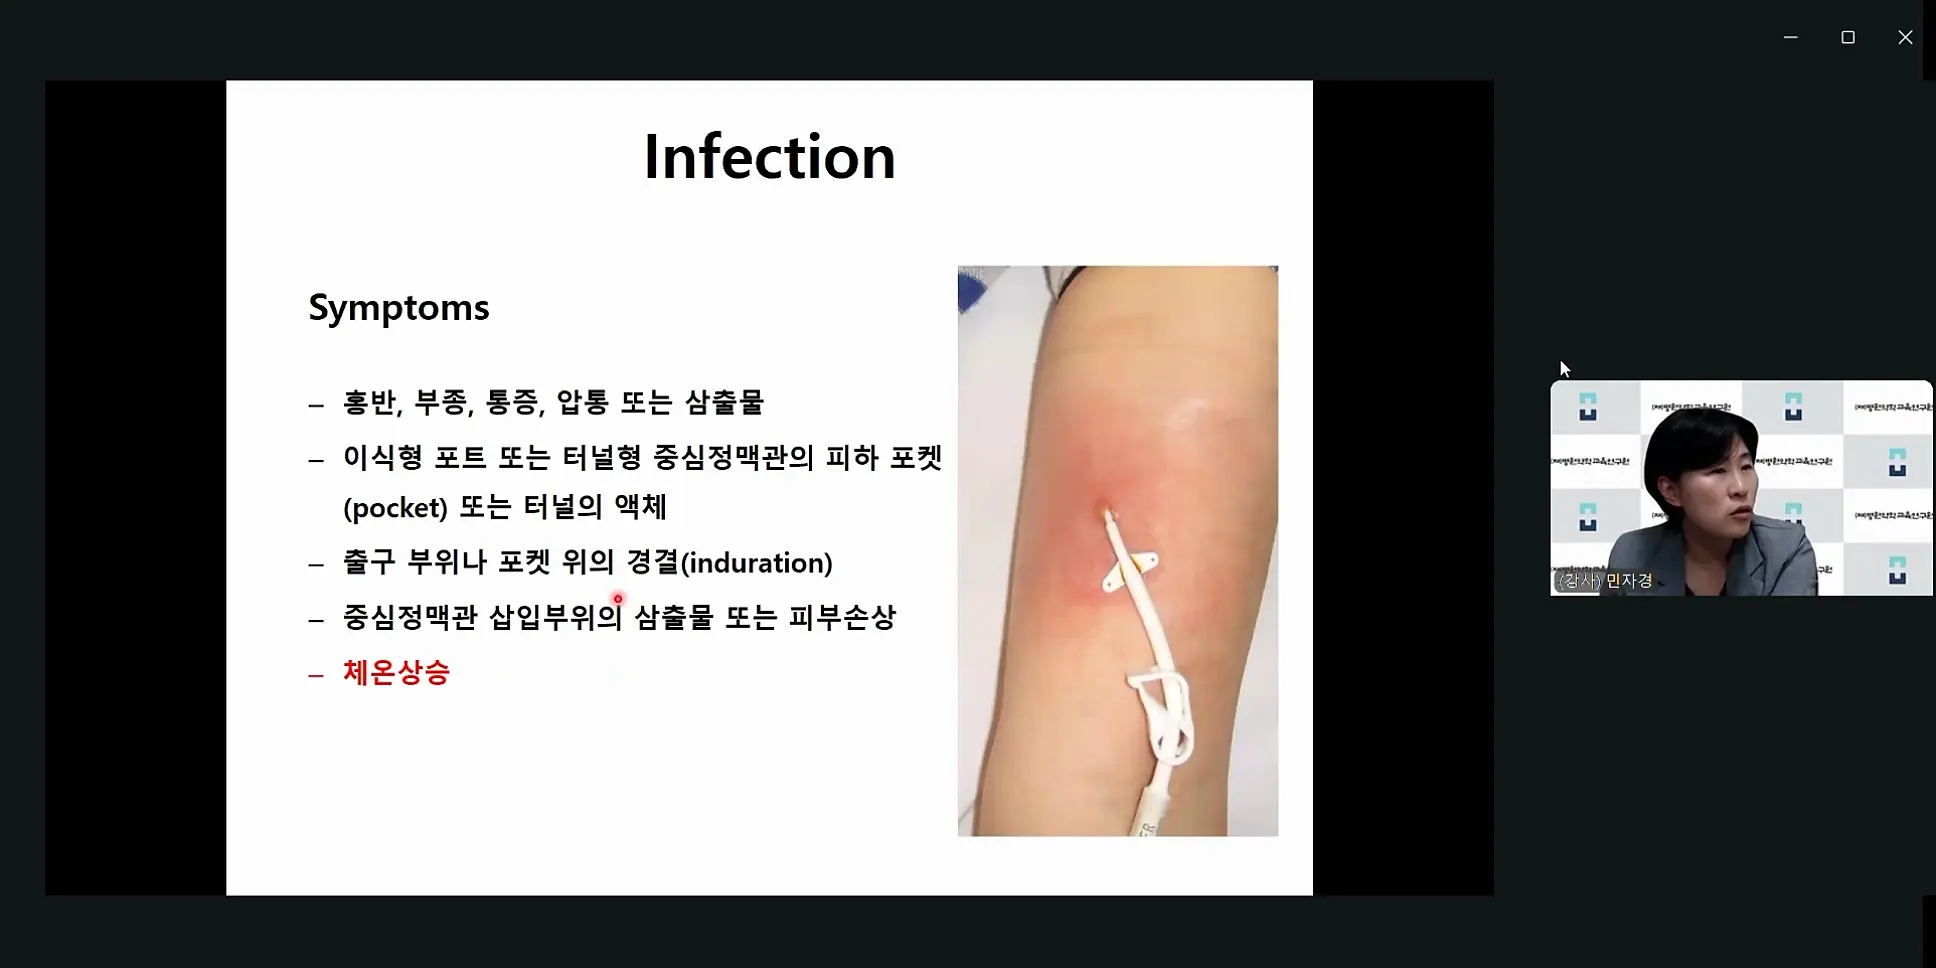 Infection
Symptoms
– 홍반, 부종, 통증, 압통 또는 삼출물
– 이식형 포트 또는 터널형 중심정맥관의 피하 포켓
(pocket) 또는 터널의 액체
– 출구 부위나 포켓 위의 경결(induration)
– 중심정맥관 삽입부위의 삼출물 또는 피부손상
– 체온상승
(강사) 민자경